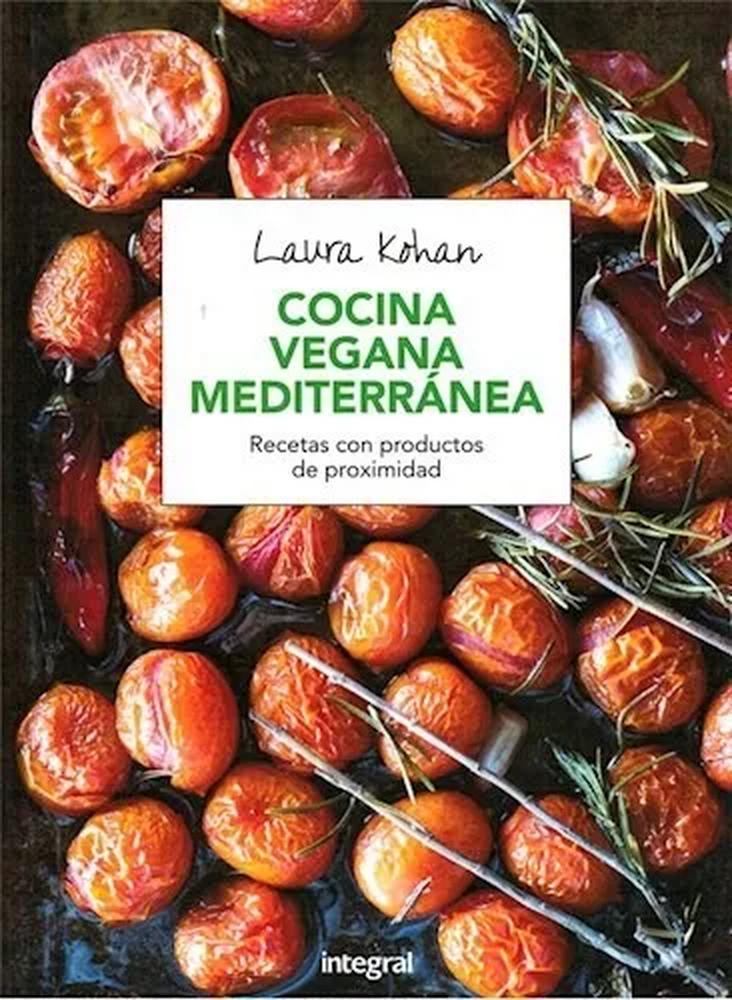 Laura Kohan
COCINA
VEGANA
MEDITERRÁNEA
Recetas con productos
de proximidad
integral